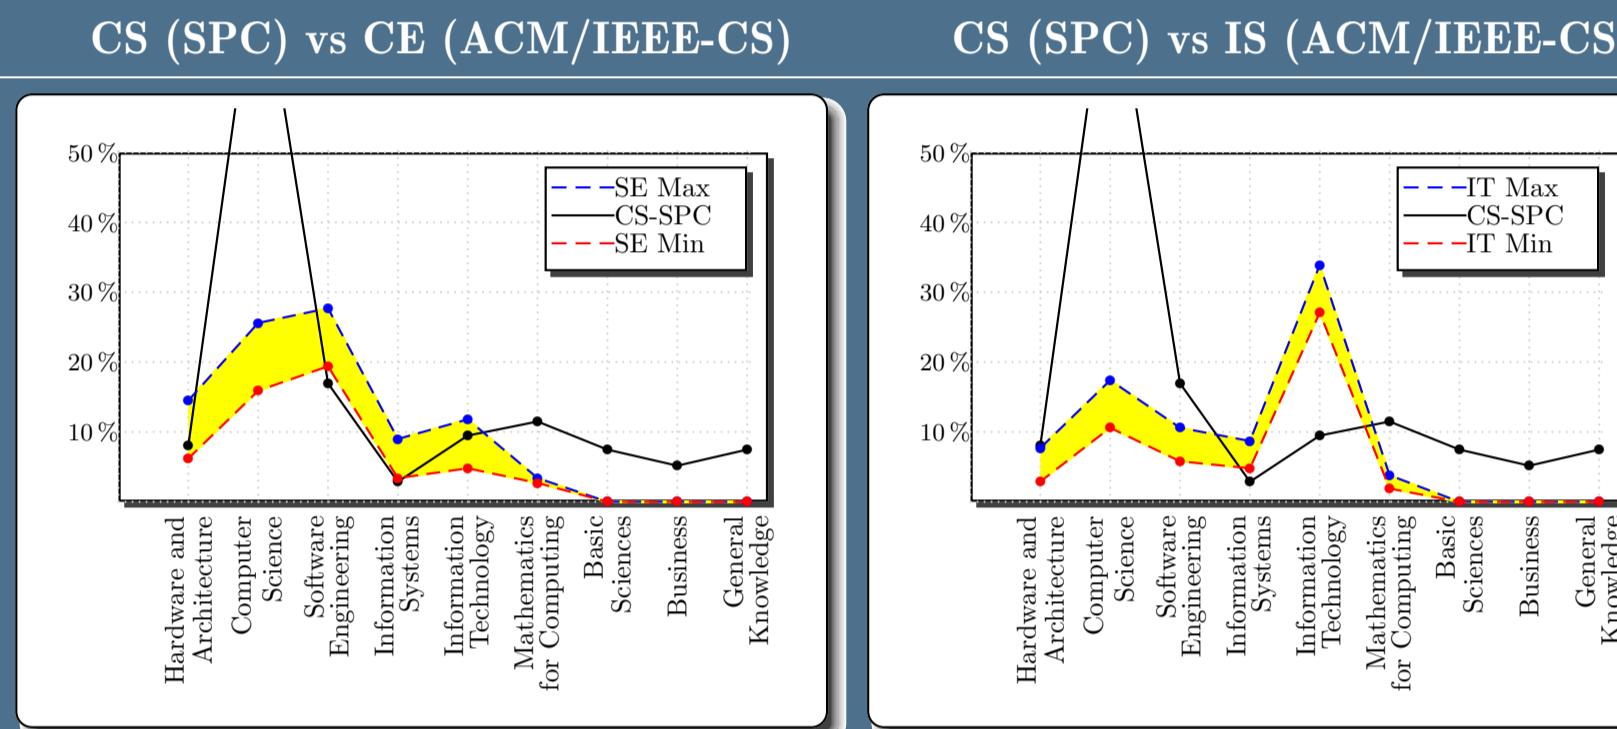 CS (SPC) vs CE (ACM/IEEE-CS)
50 %
40 %
30 %
20 %
10 %
SE Max
CS-SPC
SE Min
Hardware and
Architecture
Computer
Science
Software
Engineering
Information
Systems
Information
Technology
Mathematics
for Computing
Basic
Sciences
Business
General
Knowledge
CS (SPC) vs IS (ACM/IEEE-CS
50 %
40 %
30 %
20 %
10 %
IT Max
CS-SPC
IT Min
Hardware and
Architecture
Computer
Science
Software
Engineering
Information
Systems
Information
Technology
Mathematics
for Computing
Basic
Sciences
Business
General
Knowledge